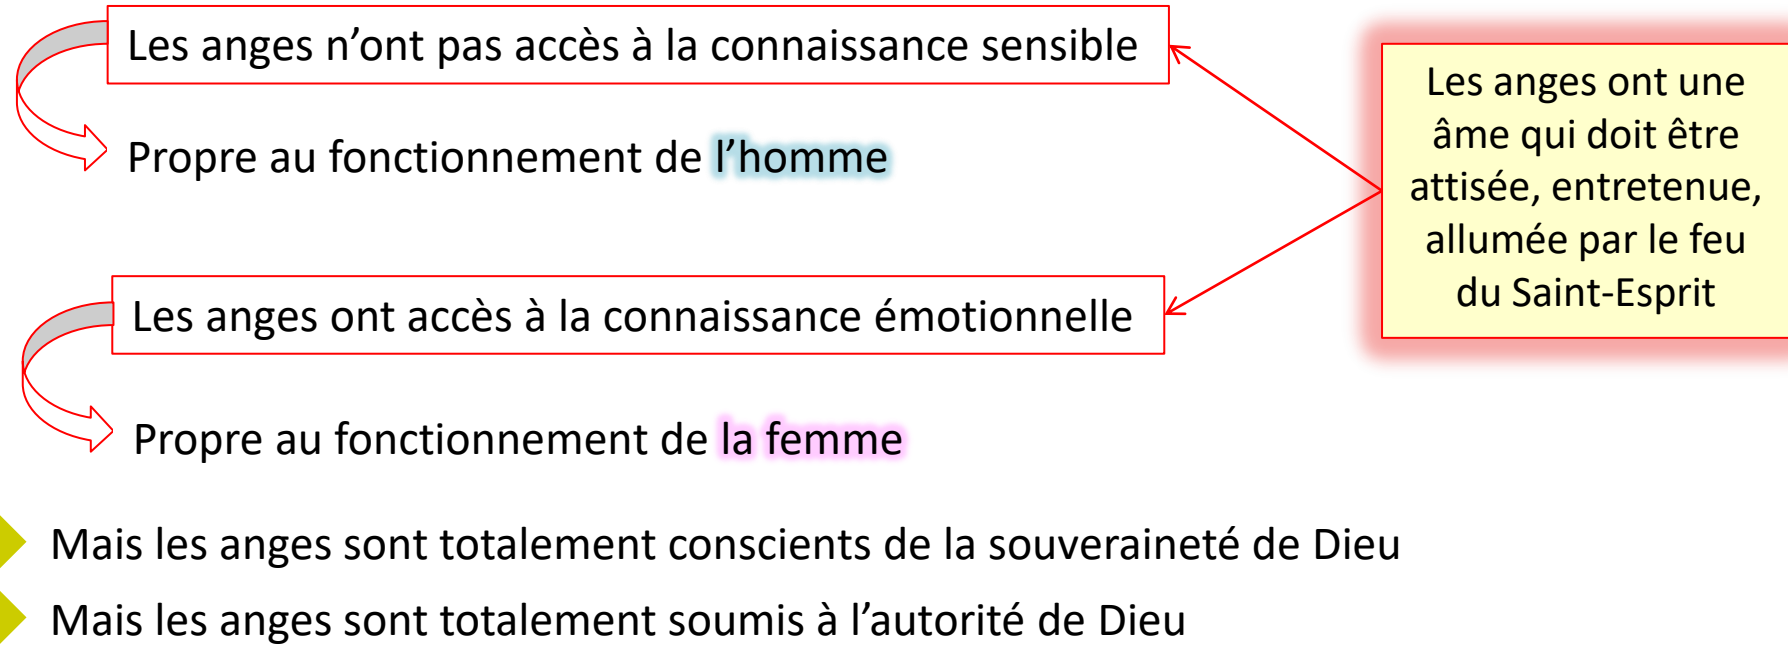 Les anges n’ont pas accès à la connaissance sensible
Propre au fonctionnement de l’homme
Les anges ont une
âme qui doit être
attisée, entretenue,
allumée par le feu
du Saint-Esprit
Les anges ont accès à la connaissance émotionnelle
Propre au fonctionnement de la femme
Mais les anges sont totalement conscients de la souveraineté de Dieu
Mais les anges sont totalement soumis à l’autorité de Dieu